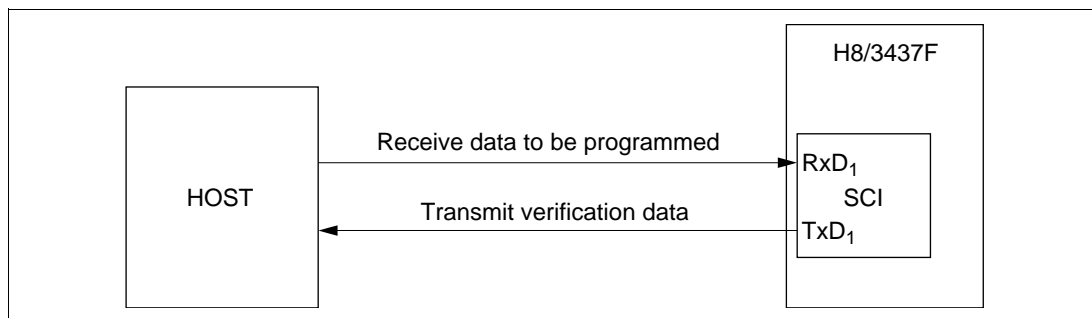 H8/3437F
Receive data to be programmed
HOST
RxD₁
SCI
Transmit verification data
TxD₁